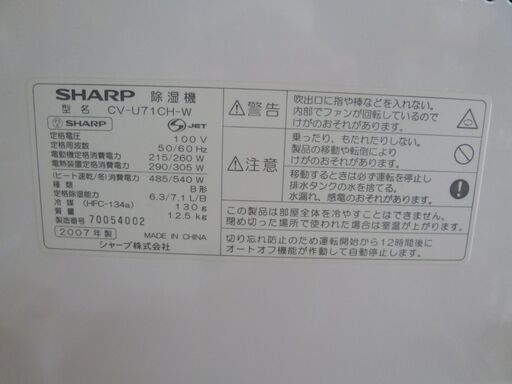 SHARP 除湿機
型 名 CV-U71CH-W
SHARP JET
定格電圧 100 V
定格周波数 50/60 Hz
電動機定格消費電力 215/260 W
電熱装置定格消費電力 290/305 W
(ヒート速乾/冬)消費電力 485/540 W
B形
定格除湿能力 6.3/7.1 L/日
冷 媒 (HFC-134a) 130 g
質 量 12.5 kg
製造番号 70054002
2007年製 MADE IN CHINA
シャープ株式会社
警告
吹出口に指や棒などを入れない。
内部でファンが回転しているので
けがのおそれがあります。
注意
乗ったり、もたれたりしない。
製品の移動や転倒により
けがのおそれがあります。
移動するときは必ず運転を停止し
排水タンクの水を捨てる。
水漏れ、感電のおそれがあります。
この製品は部屋全体を冷やすことはできません。
閉め切った場所で使われた場合は室温が上がります。
切り忘れ防止のため運転開始から12時間後に
オートオフ機能が作動して自動停止します。